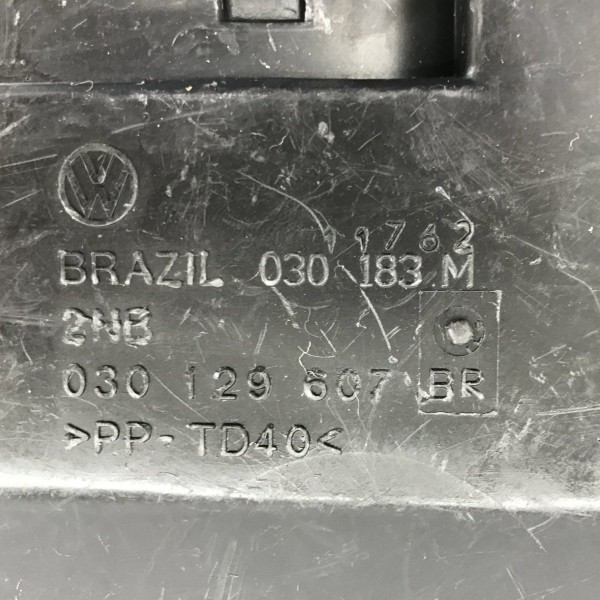 1762
BRAZIL 030 183 M
2NB
030 129 607 BR
>PP-TD40<